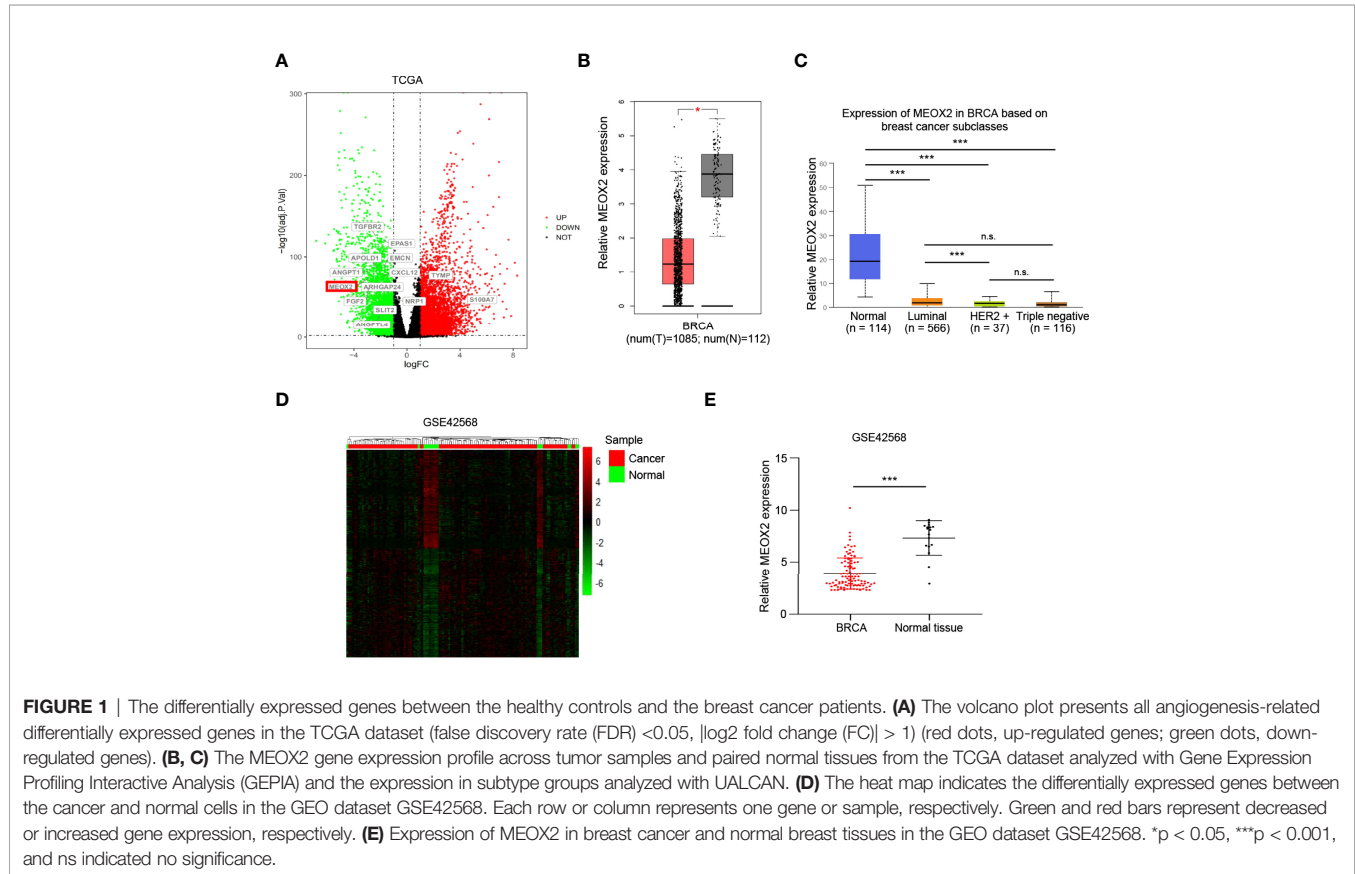 A
TCGA
300
200
100
0
-log10(adj.P.Val)
TGFBR2
EPAS1
APOLD1
EMCN
ANGPT1
CXCL12
TYMP
MEOX2
ARHGAP24
FGF2
NRP1
S100A7
SLIT2
ANGPTL4
-4
0
4
8
logFC
UP
DOWN
NOT
B
6
5
4
3
2
1
0
Relative MEOX2 expression
*
BRCA
(num(T)=1085; num(N)=112)
C
Expression of MEOX2 in BRCA based on
breast cancer subclasses
***
***
***
n.s.
***
n.s.
60
50
40
30
20
10
0
Relative MEOX2 expression
Normal Luminal HER2 + Triple negative
(n = 114) (n = 566) (n = 37) (n = 116)
D
GSE42568
Sample
Cancer
Normal
6
4
2
0
-2
-4
-6
E
GSE42568
***
15
10
5
0
Relative MEOX2 expression
BRCA Normal tissue
FIGURE 1 | The differentially expressed genes between the healthy controls and the breast cancer patients. (A) The volcano plot presents all angiogenesis-related
differentially expressed genes in the TCGA dataset (false discovery rate (FDR) <0.05, |log2 fold change (FC)| > 1) (red dots, up-regulated genes; green dots, down-
regulated genes). (B, C) The MEOX2 gene expression profile across tumor samples and paired normal tissues from the TCGA dataset analyzed with Gene Expression
Profiling Interactive Analysis (GEPIA) and the expression in subtype groups analyzed with UALCAN. (D) The heat map indicates the differentially expressed genes between
the cancer and normal cells in the GEO dataset GSE42568. Each row or column represents one gene or sample, respectively. Green and red bars represent decreased
or increased gene expression, respectively. (E) Expression of MEOX2 in breast cancer and normal breast tissues in the GEO dataset GSE42568. *p < 0.05, ***p < 0.001,
and ns indicated no significance.